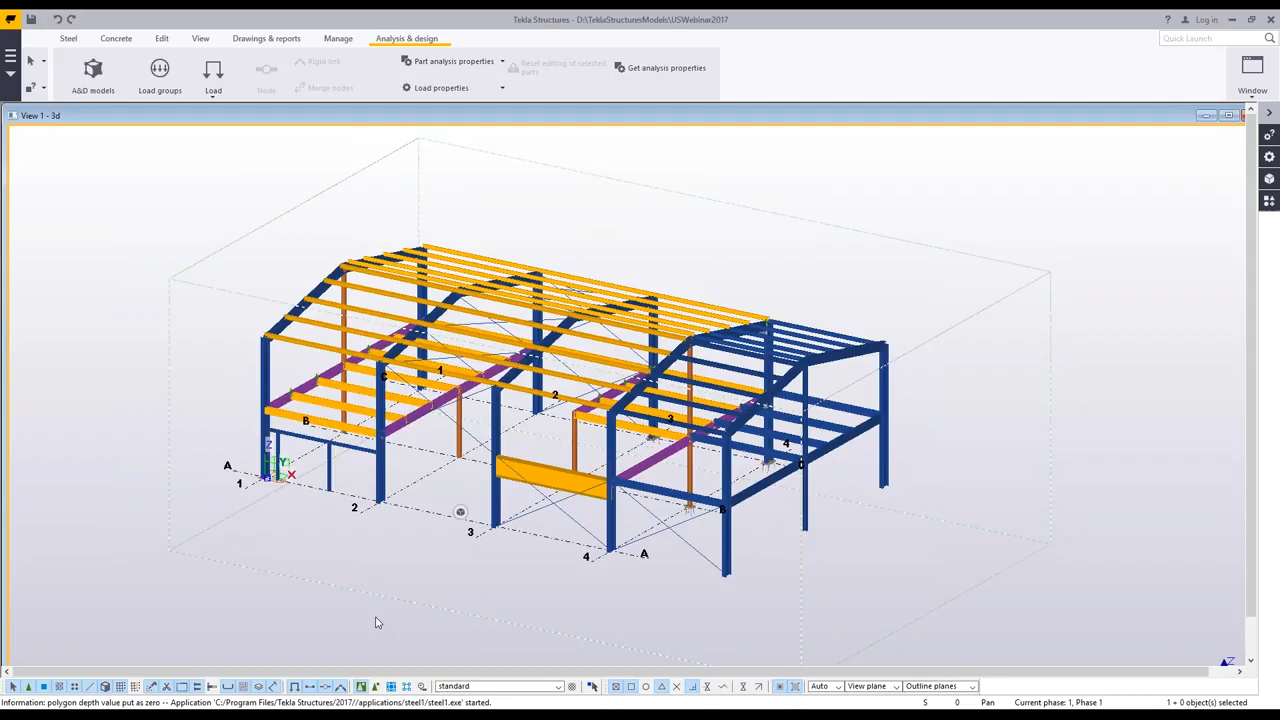 Tekla Structures - D:\TeklaStructuresModels\USWebinar2017
Log in
Steel
Concrete
Edit
View
Drawings & reports
Manage
Analysis & design
Quick Launch
A&D models
Load groups
Load
Node
Rigid link
Merge nodes
Part analysis properties
Load properties
Reset editing of selected parts
Get analysis properties
Window
View 1 - 3d
C
1
2
B
3
4
Z
Y
X
A
1
2
3
4
A
B
Z
standard
Auto
View plane
Outline planes
Information: polygon depth value put as zero -- Application 'C:/Program Files/Tekla Structures/2017//applications/steel1/steel1.exe' started.
S
0
Pan
Current phase: 1, Phase 1
1 + 0 object(s) selected